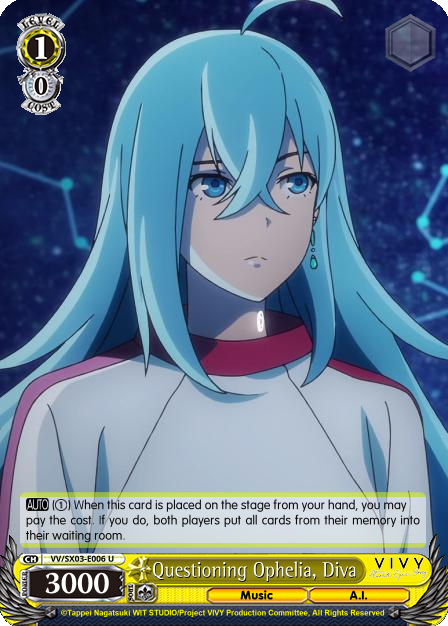 LEVEL
1
0
COST
AUTO (①) When this card is placed on the stage from your hand, you may
pay the cost. If you do, both players put all cards from their memory into
their waiting room.
CH VV/SX03-E006 U
POWER 3000 SOUL
Questioning Ophelia, Diva
VIVY
Music A.I.
©Tappei Nagatsuki WIT STUDIO/Project VIVY Production Committee, All Rights Reserved